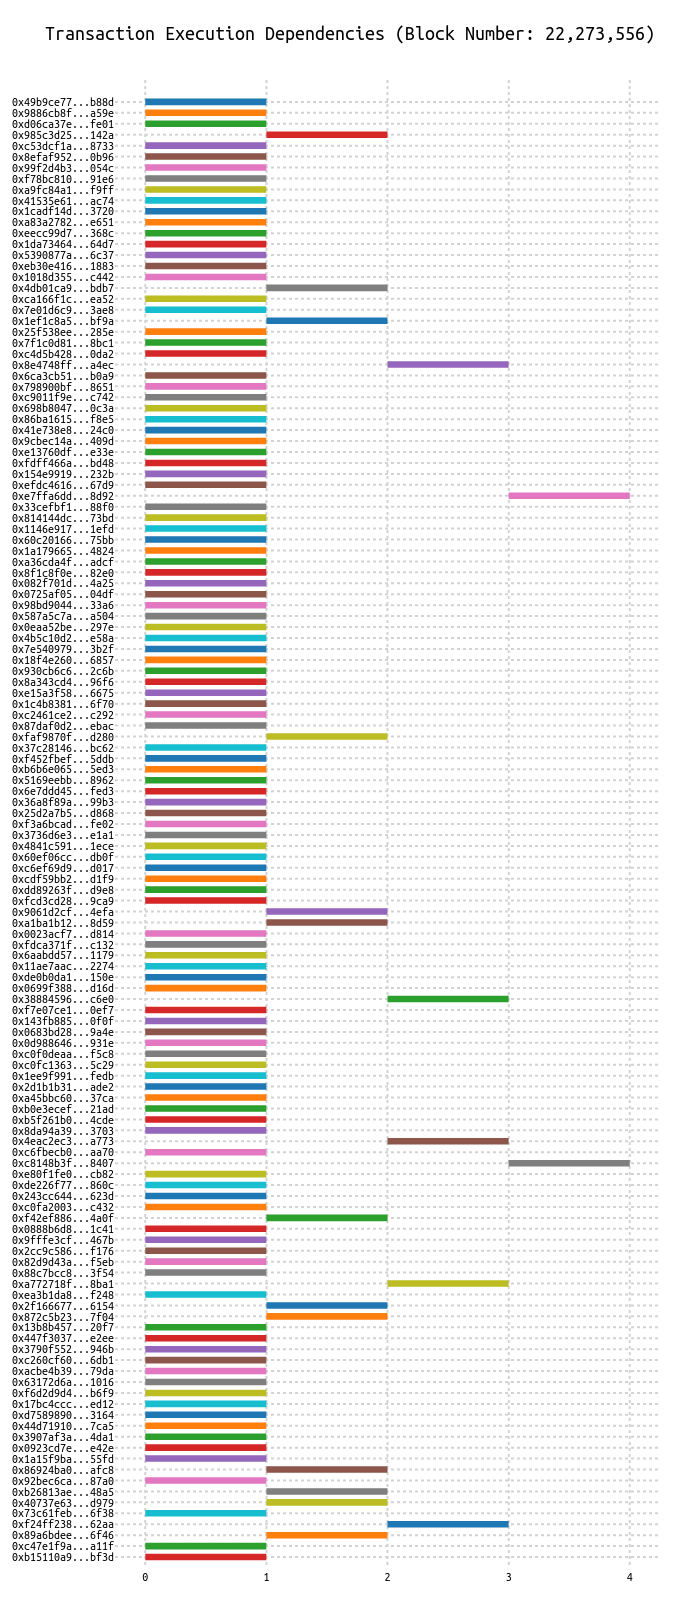 Transaction Execution Dependencies (Block Number: 22,273,556)
0x49b9ce77...b88d
0x9886cb8f...a59e
0xd06ca37e...fe01
0x985c3d25...142a
0xc53dcf1a...8733
0x8efaf952...0b96
0x99f2d4b3...054c
0xf78bc810...91e6
0xa9fc84a1...f9ff
0x41535e61...ac74
0x1cadf14d...3720
0xa83a2782...e651
0xeecc99d7...368c
0x1da73464...64d7
0x5390877a...6c37
0xeb30e416...1883
0x1018d355...c442
0x4db01ca9...bdb7
0xca166f1c...ea52
0x7e01d6c9...3ae8
0x1ef1c8a5...bf9a
0x25f538ee...285e
0x7f1c0d81...8bc1
0xc4d5b428...0da2
0x8e4748ff...a4ec
0x6ca3cb51...b0a9
0x798900bf...8651
0xc9011f9e...c742
0x698b8047...0c3a
0x86ba1615...f8e5
0x41e738e8...24c0
0x9cbec14a...409d
0xe13760df...e33e
0xfdff466a...bd48
0x154e9919...232b
0xefdc4616...67d9
0xe7ffa6dd...8d92
0x33cefbf1...88f0
0x814144dc...73bd
0x1146e917...1efd
0x60c20166...75bb
0x1a179665...4824
0xa36cda4f...adcf
0x8f1c8f0e...82e0
0x082f701d...4a25
0x0725af05...04df
0x98bd9044...33a6
0x587a5c7a...a504
0x0eaa52be...297e
0x4b5c10d2...e58a
0x7e540979...3b2f
0x18f4e260...6857
0x930cb6c6...2c6b
0x8a343cd4...96f6
0xe15a3f58...6675
0x1c4b8381...6f70
0xc2461ce2...c292
0x87daf0d2...ebac
0xfaf9870f...d280
0x37c28146...bc62
0xf452fbef...5ddb
0xb6b6e065...5ed3
0x5169eebb...8962
0x6e7ddd45...fed3
0x36a8f89a...99b3
0x25d2a7b5...d868
0xf3a6bcad...fe02
0x3736d6e3...e1a1
0x4841c591...1ece
0x60ef06cc...db0f
0xc6ef69d9...d017
0xcdf59bb2...d1f9
0xdd89263f...d9e8
0xfcd3cd28...9ca9
0x9061d2cf...4efa
0xa1ba1b12...8d59
0x0023acf7...d814
0xfdca371f...c132
0x6aabdd57...1179
0x11ae7aac...2274
0xde0b0da1...150e
0x0699f388...d16d
0x38884596...c6e0
0xf7e07ce1...0ef7
0x143fb885...0f0f
0x0683bd28...9a4e
0x0d988646...931e
0xc0f0deaa...f5c8
0xc0fc1363...5c29
0x1ee9f991...fedb
0x2d1b1b31...ade2
0xa45bbc60...37ca
0xb0e3ecef...21ad
0xb5f261b0...4cde
0x8da94a39...3703
0x4eac2ec3...a773
0xc6fbecb0...aa70
0xc8148b3f...8407
0xe80f1fe0...cb82
0xde226f77...860c
0x243cc644...623d
0xc0fa2003...c432
0xf42ef886...4a0f
0x0888b6d8...1c41
0x9fffe3cf...467b
0x2cc9c586...f176
0x82d9d43a...f5eb
0x88c7bcc8...3f54
0xa772718f...8ba1
0xea3b1da8...f248
0x2f166677...6154
0x872c5b23...7f04
0x13b8b457...20f7
0x447f3037...e2ee
0x3790f552...946b
0xc260cf60...6db1
0xacbe4b39...79da
0x63172d6a...1016
0xf6d2d9d4...b6f9
0x17bc4ccc...ed12
0xd7589890...3164
0x44d71910...7ca5
0x3907af3a...4da1
0x0923cd7e...e42e
0x1a15f9ba...55fd
0x86924ba0...afc8
0x92bec6ca...87a0
0xb26813ae...48a5
0x40737e63...d979
0x73c61feb...6f38
0xf24ff238...62aa
0x89a6bdee...6f46
0xc47e1f9a...a11f
0xb15110a9...bf3d
0 1 2 3 4